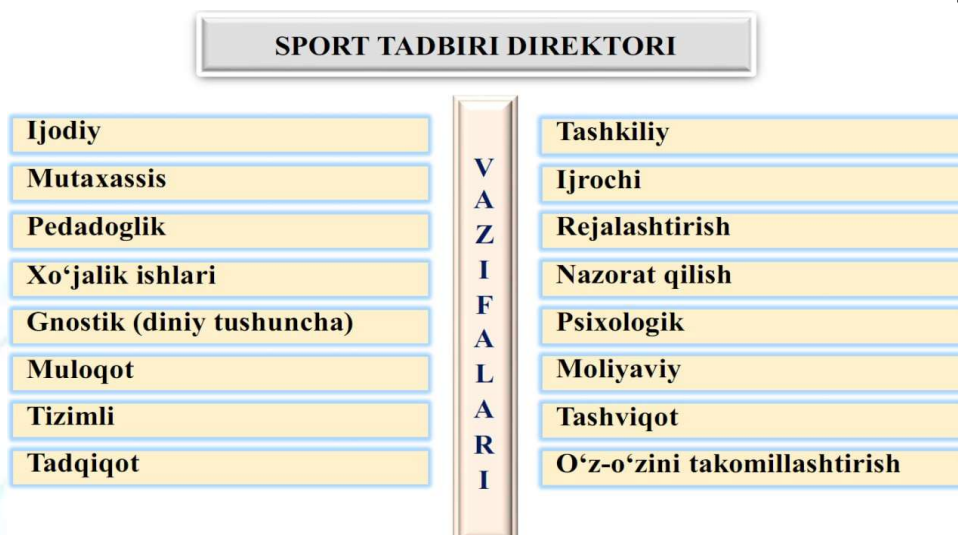 SPORT TADBIRI DIREKTORI
Ijodiy
Mutaxassis
Pedadoglik
Xo‘jalik ishlari
Gnostik (diniy tushuncha)
Muloqot
Tizimli
Tadqiqot
VAZIFALARI
Tashkiliy
Ijrochi
Rejalashtirish
Nazorat qilish
Psixologik
Moliyaviy
Tashviqot
O‘z-o‘zini takomillashtirish